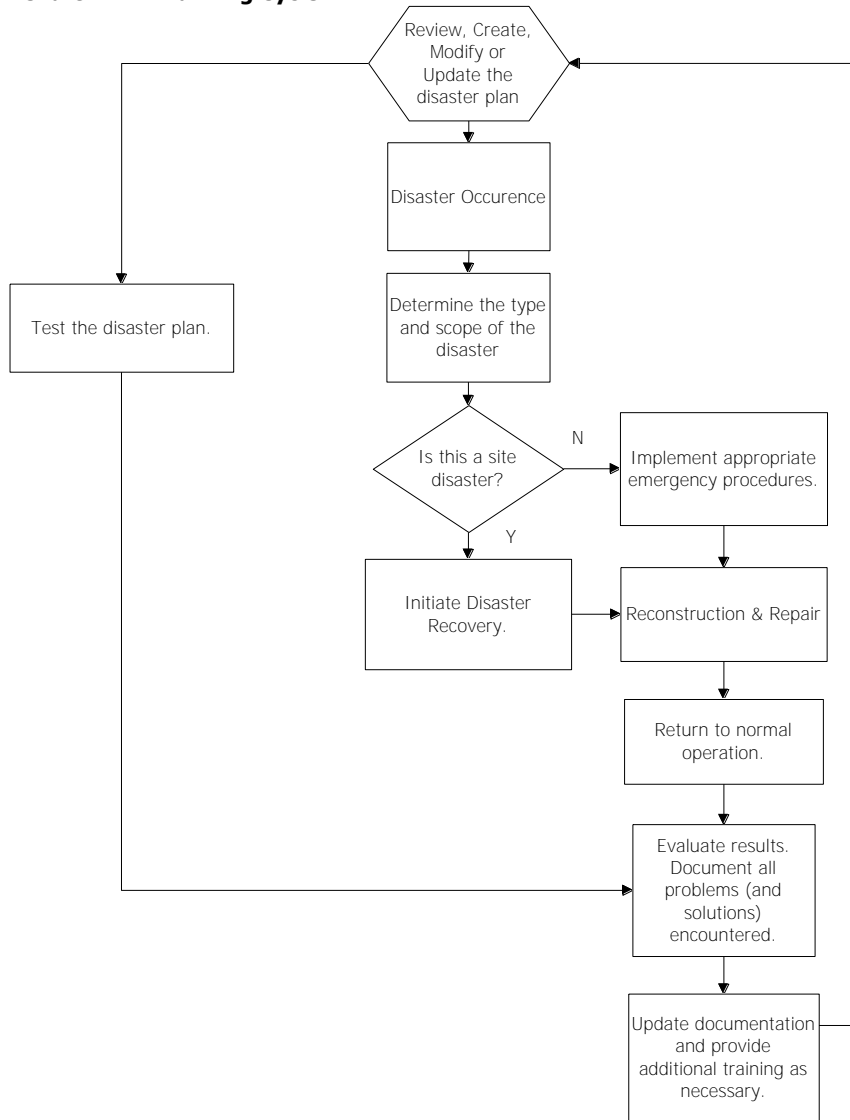 Review, Create,
Modify or
Update the
disaster plan
Disaster Occurence
Test the disaster plan.
Determine the type
and scope of the
disaster
Is this a site
disaster?
N
Implement appropriate
emergency procedures.
Y
Initiate Disaster
Recovery.
Reconstruction & Repair
Return to normal
operation.
Evaluate results.
Document all
problems (and
solutions)
encountered.
Update documentation
and provide
additional training as
necessary.